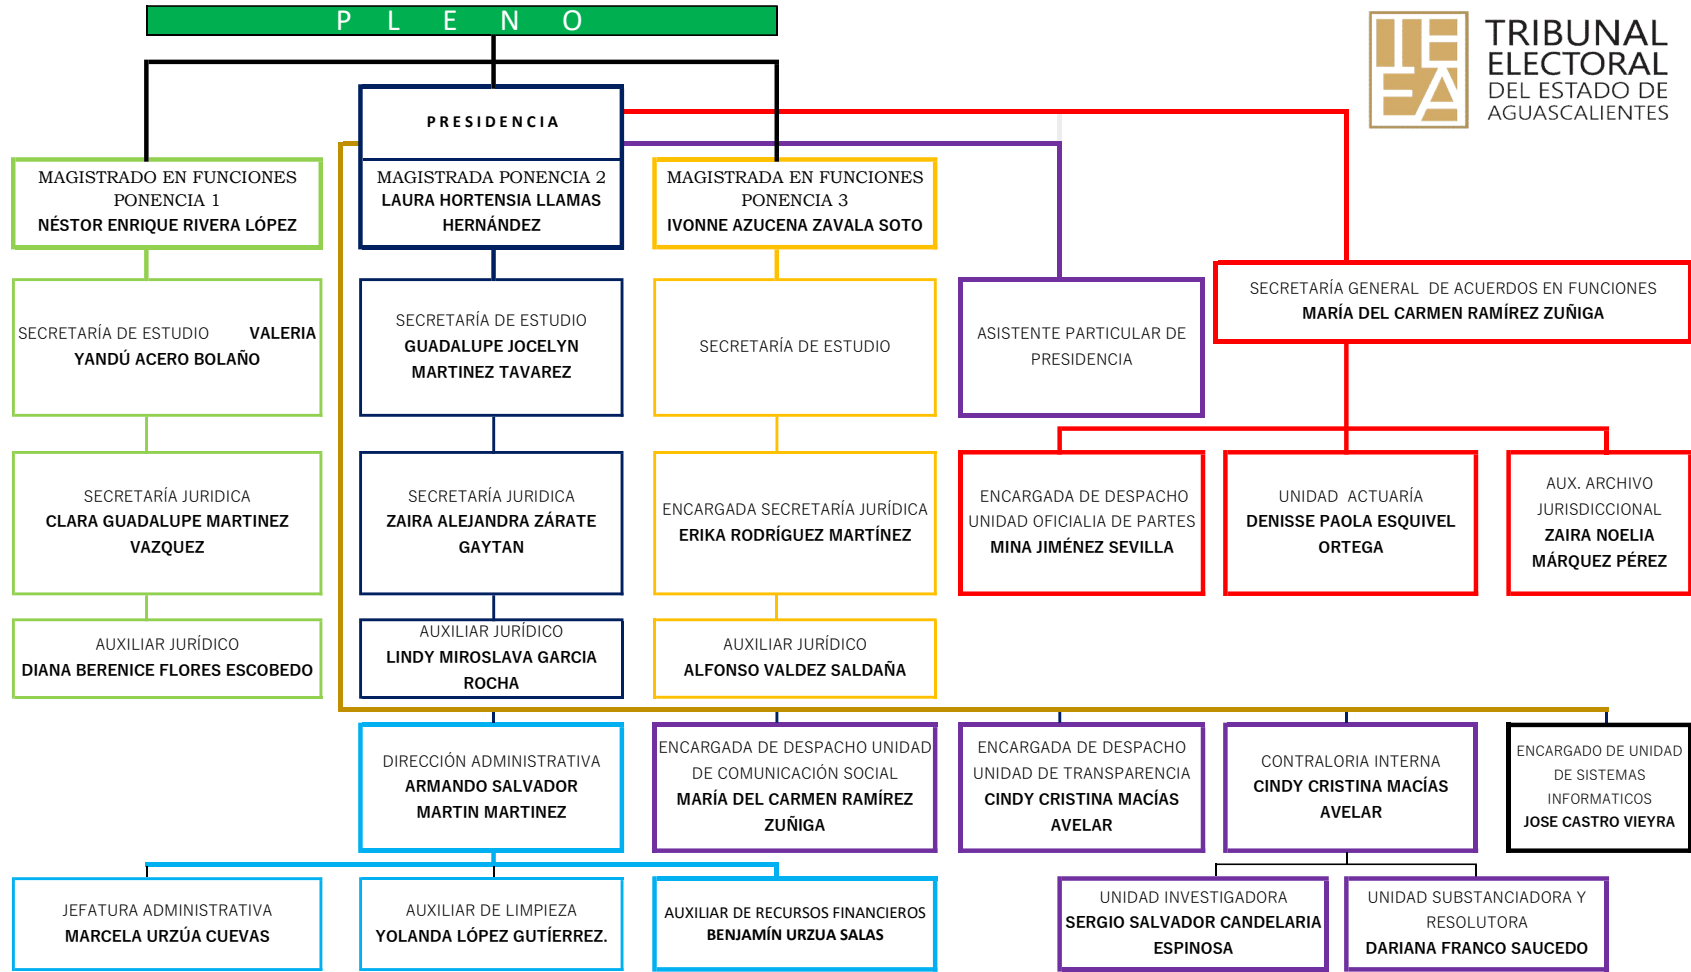 P L E N O
TRIBUNAL
ELECTORAL
DEL ESTADO DE
AGUASCALIENTES
PRESIDENCIA
MAGISTRADO EN FUNCIONES
PONENCIA 1
NÉSTOR ENRIQUE RIVERA LÓPEZ
MAGISTRADA PONENCIA 2
LAURA HORTENSIA LLAMAS
HERNÁNDEZ
MAGISTRADA EN FUNCIONES
PONENCIA 3
IVONNE AZUCENA ZAVALA SOTO
SECRETARÍA DE ESTUDIO VALERIA
YANDÚ ACERO BOLAÑO
SECRETARÍA DE ESTUDIO
GUADALUPE JOCELYN
MARTINEZ TAVAREZ
SECRETARÍA DE ESTUDIO
ASISTENTE PARTICULAR DE
PRESIDENCIA
SECRETARÍA GENERAL DE ACUERDOS EN FUNCIONES
MARÍA DEL CARMEN RAMÍREZ ZUÑIGA
SECRETARÍA JURIDICA
CLARA GUADALUPE MARTINEZ
VAZQUEZ
SECRETARÍA JURIDICA
ZAIRA ALEJANDRA ZÁRATE
GAYTAN
ENCARGADA SECRETARÍA JURÍDICA
ERIKA RODRÍGUEZ MARTÍNEZ
ENCARGADA DE DESPACHO
UNIDAD OFICIALIA DE PARTES
MINA JIMÉNEZ SEVILLA
UNIDAD ACTUARÍA
DENISSE PAOLA ESQUIVEL
ORTEGA
AUX. ARCHIVO
JURISDICCIONAL
ZAIRA NOELIA
MÁRQUEZ PÉREZ
AUXILIAR JURÍDICO
DIANA BERENICE FLORES ESCOBEDO
AUXILIAR JURÍDICO
LINDY MIROSLAVA GARCIA
ROCHA
AUXILIAR JURÍDICO
ALFONSO VALDEZ SALDAÑA
DIRECCIÓN ADMINISTRATIVA
ARMANDO SALVADOR
MARTIN MARTINEZ
ENCARGADA DE DESPACHO UNIDAD
DE COMUNICACIÓN SOCIAL
MARÍA DEL CARMEN RAMÍREZ
ZUÑIGA
ENCARGADA DE DESPACHO
UNIDAD DE TRANSPARENCIA
CINDY CRISTINA MACÍAS
AVELAR
CONTRALORIA INTERNA
CINDY CRISTINA MACÍAS
AVELAR
ENCARGADO DE UNIDAD
DE SISTEMAS
INFORMATICOS
JOSE CASTRO VIEYRA
JEFATURA ADMINISTRATIVA
MARCELA URZÚA CUEVAS
AUXILIAR DE LIMPIEZA
YOLANDA LÓPEZ GUTÍERREZ.
AUXILIAR DE RECURSOS FINANCIEROS
BENJAMÍN URZUA SALAS
UNIDAD INVESTIGADORA
SERGIO SALVADOR CANDELARIA
ESPINOSA
UNIDAD SUBSTANCIADORA Y
RESOLUTORA
DARIANA FRANCO SAUCEDO